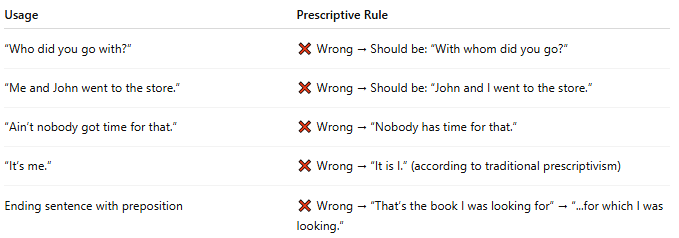 Usage Prescriptive Rule
“Who did you go with?” ❌ Wrong → Should be: “With whom did you go?”
“Me and John went to the store.” ❌ Wrong → Should be: “John and I went to the store.”
“Ain’t nobody got time for that.” ❌ Wrong → “Nobody has time for that.”
“It’s me.” ❌ Wrong → “It is I.” (according to traditional prescriptivism)
Ending sentence with preposition ❌ Wrong → “That’s the book I was looking for” → “...for which I was
looking.”